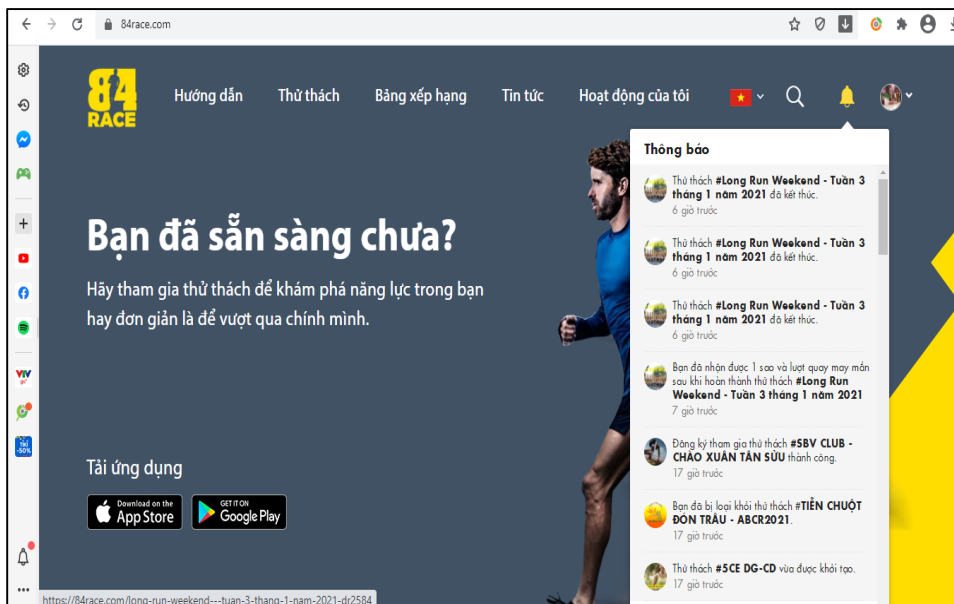 84race.com
84
RACE
Hướng dẫn
Thử thách
Bảng xếp hạng
Tin tức
Hoạt động của tôi
Bạn đã sẵn sàng chưa?
Hãy tham gia thử thách để khám phá năng lực trong bạn
hay đơn giản là để vượt qua chính mình.
Tải ứng dụng
Download on the
App Store
GET IT ON
Google Play
Thông báo
Thử thách #Long Run Weekend - Tuần 3
tháng 1 năm 2021 đã kết thúc.
6 giờ trước
Thử thách #Long Run Weekend - Tuần 3
tháng 1 năm 2021 đã kết thúc.
6 giờ trước
Thử thách #Long Run Weekend - Tuần 3
tháng 1 năm 2021 đã kết thúc.
6 giờ trước
Bạn đã nhận được 1 sao và lượt quay may mắn
sau khi hoàn thành thử thách #Long Run
Weekend - Tuần 3 tháng 1 năm 2021
7 giờ trước
Đăng ký tham gia thử thách #SBV CLUB -
CHÀO XUÂN TÂN SỬU thành công.
17 giờ trước
Bạn đã bị loại khỏi thử thách #TIỄN CHUỘT
ĐÓN TRÂU - ABCR2021.
17 giờ trước
Thử thách #5CE DG-CD vừa được khởi tạo.
17 giờ trước
VTV
go
TIKI
-50%
https://84race.com/long-run-weekend---tuan-3-thang-1-nam-2021-dr2584